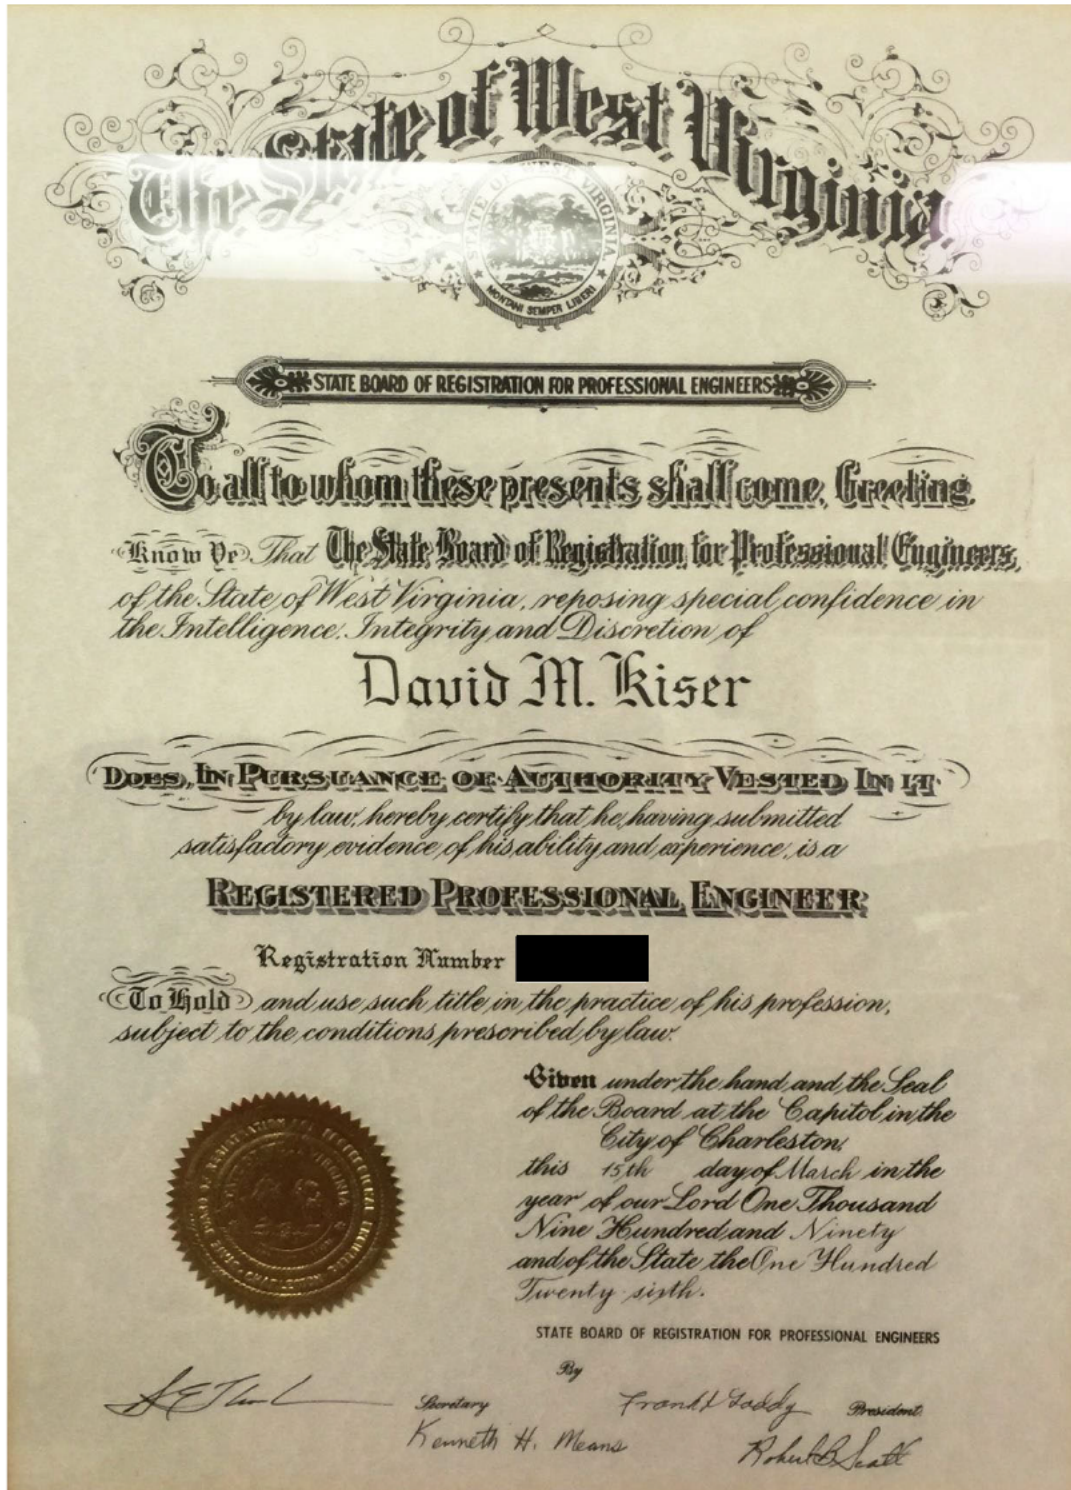 The State of West Virginia.
STATE OF WEST VIRGINIA
MONTANI SEMPER LIBERI
STATE BOARD OF REGISTRATION FOR PROFESSIONAL ENGINEERS
To all to whom these presents shall come, Greeting.
Know Ye That The State Board of Registration for Professional Engineers,
of the State of West Virginia, reposing special confidence in
the Intelligence, Integrity and Discretion of
David M. Kiser
DOES, IN PURSUANCE OF AUTHORITY VESTED IN IT
by law, hereby certify that he, having submitted
satisfactory evidence of his ability and experience, is a
REGISTERED PROFESSIONAL ENGINEER
Registration Number
To Hold and use such title in the practice of his profession,
subject to the conditions prescribed by law.
Given under the hand and the Seal
of the Board at the Capitol in the
City of Charleston,
this 15th day of March in the
year of our Lord One Thousand
Nine Hundred and Ninety
and of the State the One Hundred
Twenty sixth.
STATE BOARD OF REGISTRATION FOR PROFESSIONAL ENGINEERS
By
Secretary
President
Kenneth H. Means
Robert B. Scott